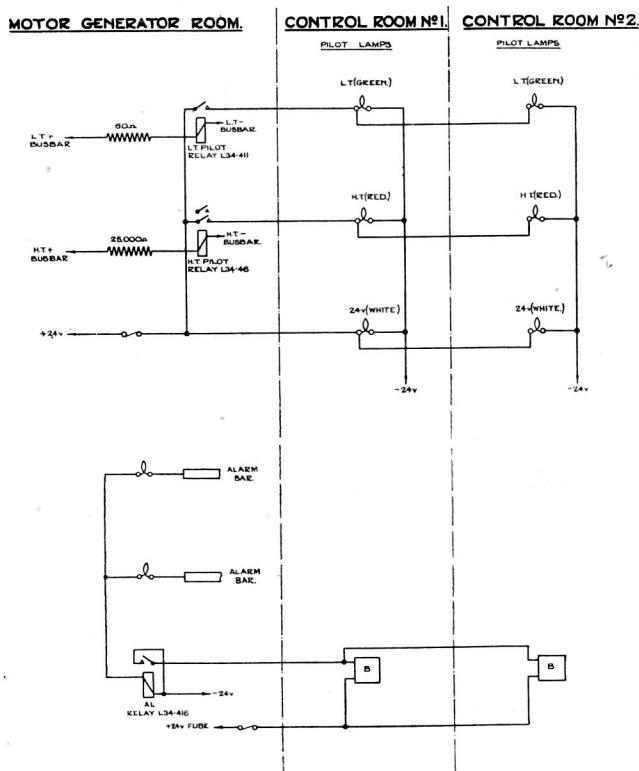 MOTOR GENERATOR ROOM.
CONTROL ROOM Nº1.
CONTROL ROOM Nº2.
PILOT LAMPS
PILOT LAMPS
L.T(GREEN.)
L.T(GREEN.)
60Ω
L.T+
BUSBAR
L.T-
BUSBAR.
L.T. PILOT
RELAY L34-411
H.T(RED.)
H.T(RED.)
25,000Ω
H.T+
BUSBAR
H.T-
BUSBAR.
H.T PILOT
RELAY L34-46
24v(WHITE)
24v(WHITE.)
+24v
-24v
-24v
ALARM
BAR.
ALARM
BAR.
B
B
-24v
AL
RELAY L34-416
+24v FUSE